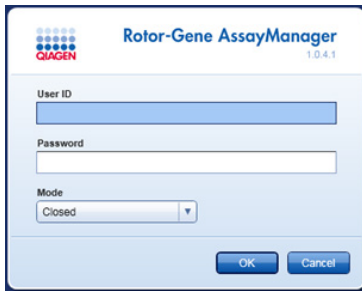 Rotor-Gene AssayManager
1.0.4.1
QIAGEN
User ID
Password
Mode
Closed
OK Cancel